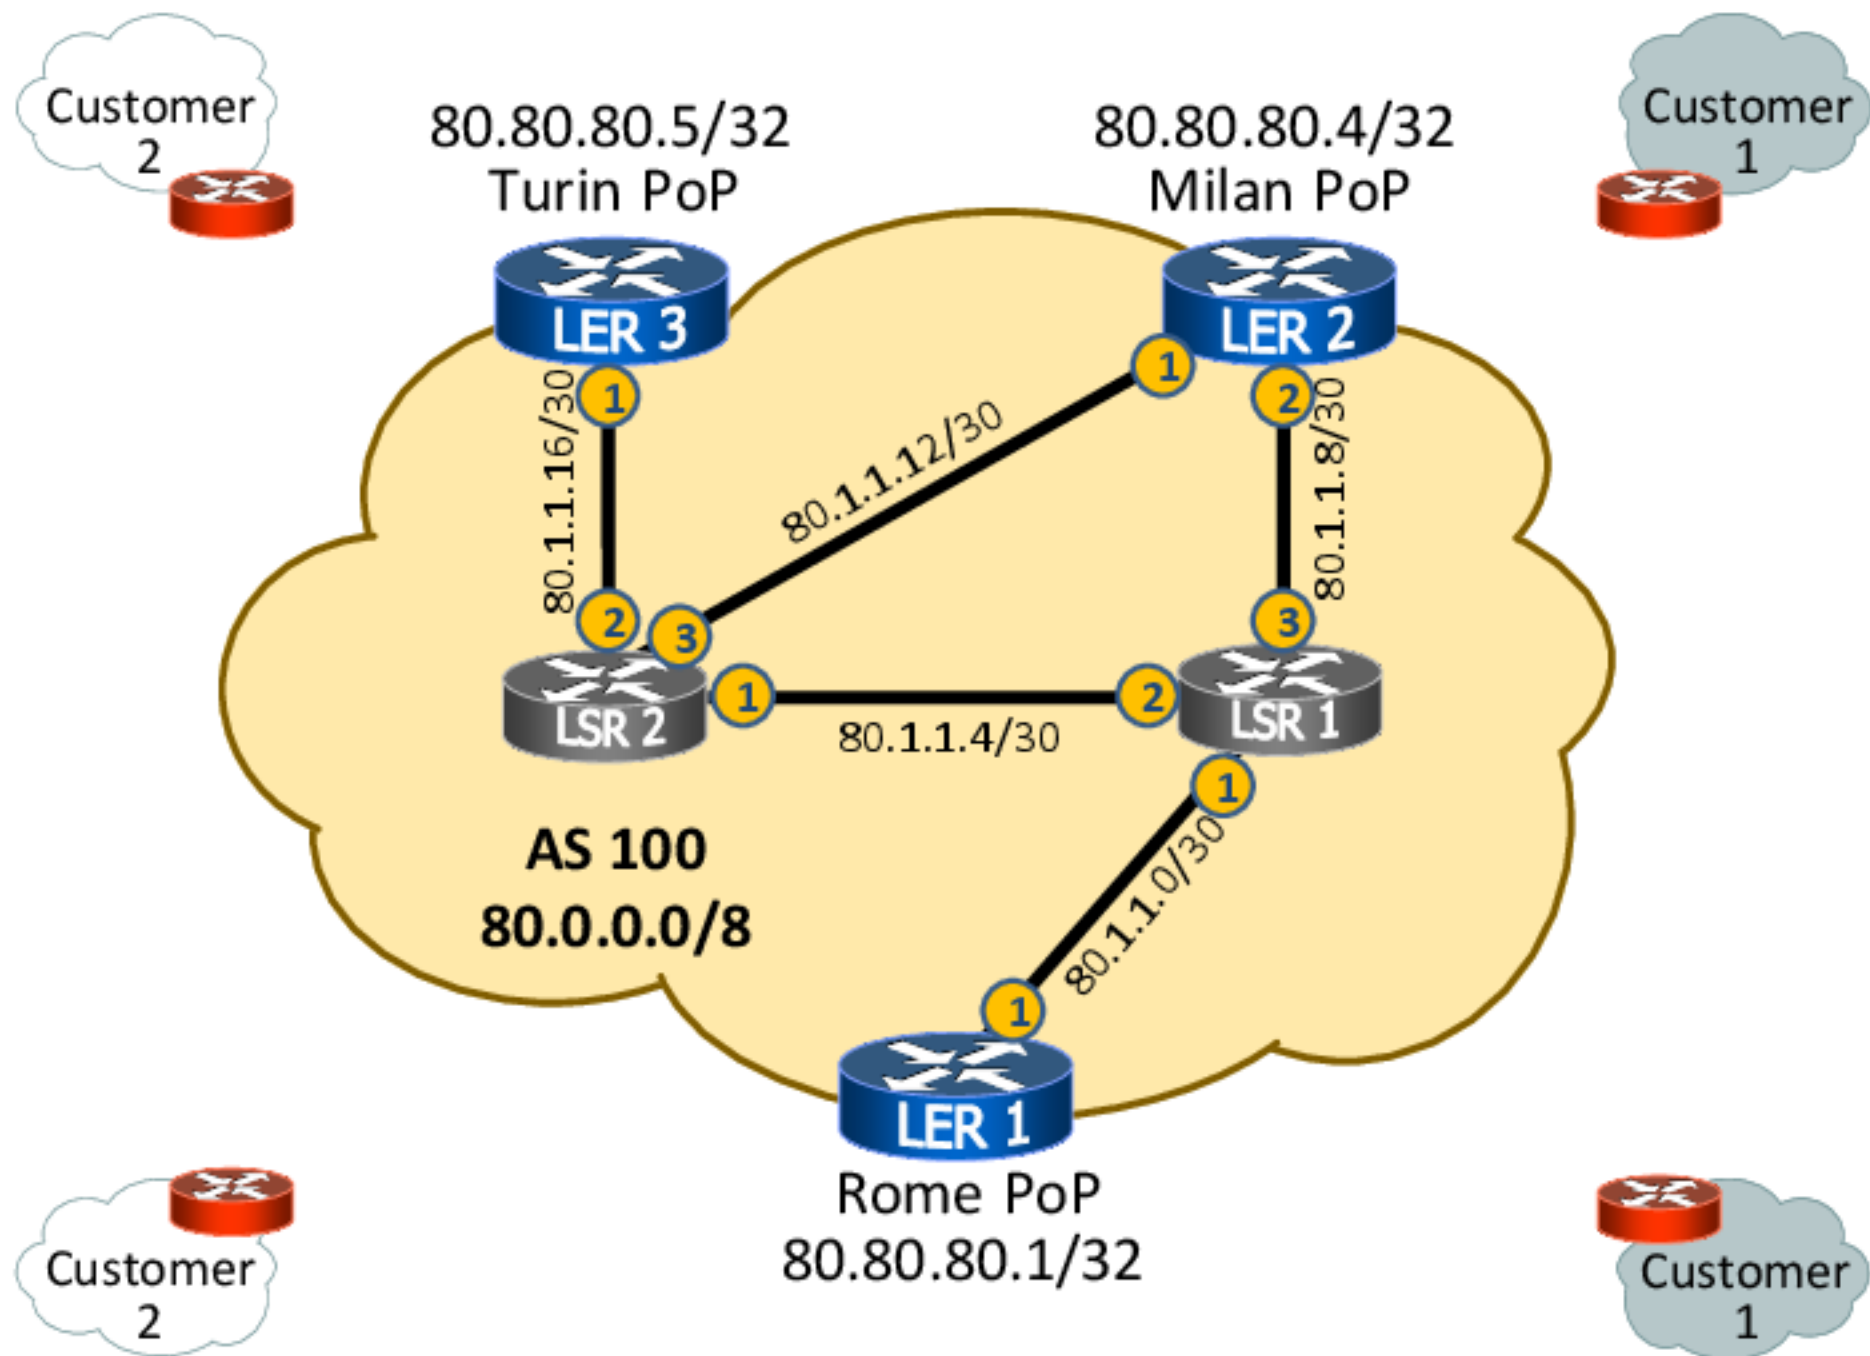 Customer
2
80.80.80.5/32
Turin PoP
80.80.80.4/32
Milan PoP
Customer
1
LER 3
LER 2
1
1
2
80.1.1.16/30
80.1.1.12/30
80.1.1.8/30
2
3
3
LSR 2
1
2
LSR 1
80.1.1.4/30
1
AS 100
80.0.0.0/8
80.1.1.0/30
1
LER 1
Rome PoP
80.80.80.1/32
Customer
2
Customer
1